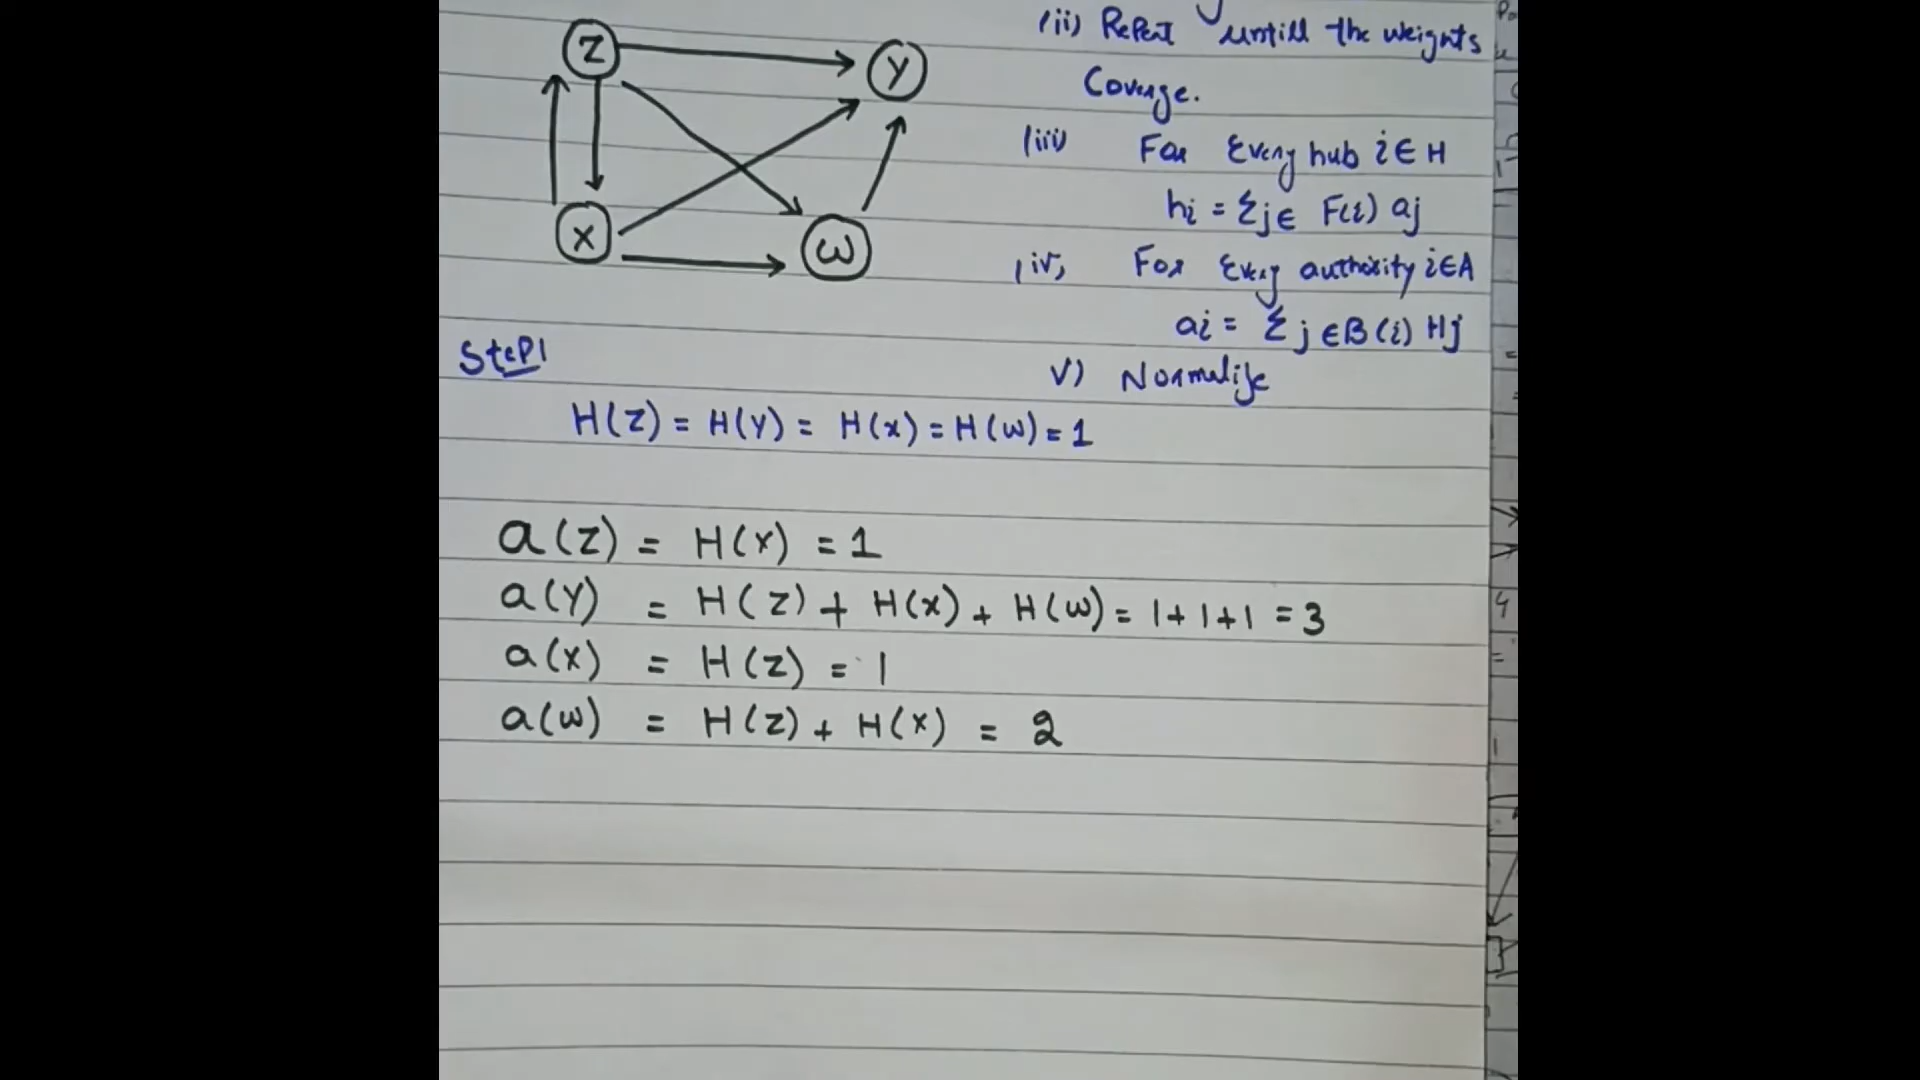 Z
Y
X
W
(ii) Repeat untill the weights
Coverge.
(iii) For Every hub i∈H
hi = Σj∈ F(i) aj
(iv) For Every authority i∈A
ai = Σj∈B(i) Hj
v) Normalize
Step1
H(Z) = H(Y) = H(x) = H(w) = 1
a(Z) = H(x) = 1
a(Y) = H(Z) + H(x) + H(w) = 1+1+1 = 3
a(x) = H(Z) = 1
a(w) = H(Z) + H(x) = 2